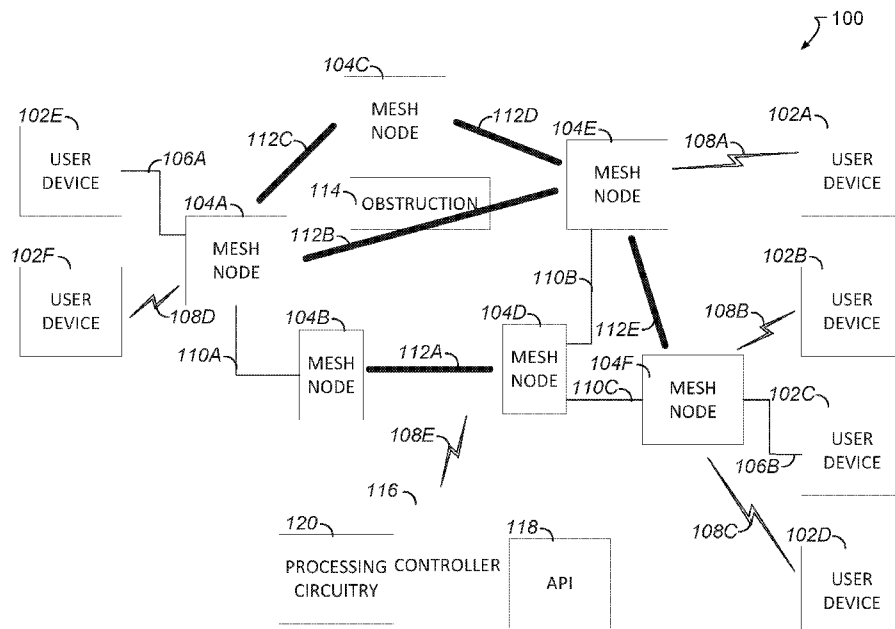 100
104C
MESH
NODE
102E
USER
DEVICE
106A
112C
112D
104E
MESH
NODE
108A
102A
USER
DEVICE
104A
MESH
NODE
114
OBSTRUCTION
112B
102F
USER
DEVICE
108D
110B
102B
USER
DEVICE
110A
104B
MESH
NODE
112A
104D
MESH
NODE
112E
108B
104F
MESH
NODE
110C
102C
USER
DEVICE
106B
108E
116
108C
120
PROCESSING
CIRCUITRY
CONTROLLER
118
API
102D
USER
DEVICE